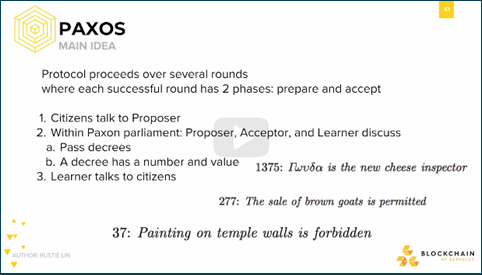 PAXOS
MAIN IDEA
Protocol proceeds over several rounds
where each successful round has 2 phases: prepare and accept
1. Citizens talk to Proposer
2. Within Paxon parliament: Proposer, Acceptor, and Learner discuss
a. Pass decrees
b. A decree has a number and value
3. Learner talks to citizens
1375: Γωυδα is the new cheese inspector
277: The sale of brown goats is permitted
37: Painting on temple walls is forbidden
AUTHOR: RUSTIE LIN
BLOCKCHAIN
AT BERKELEY